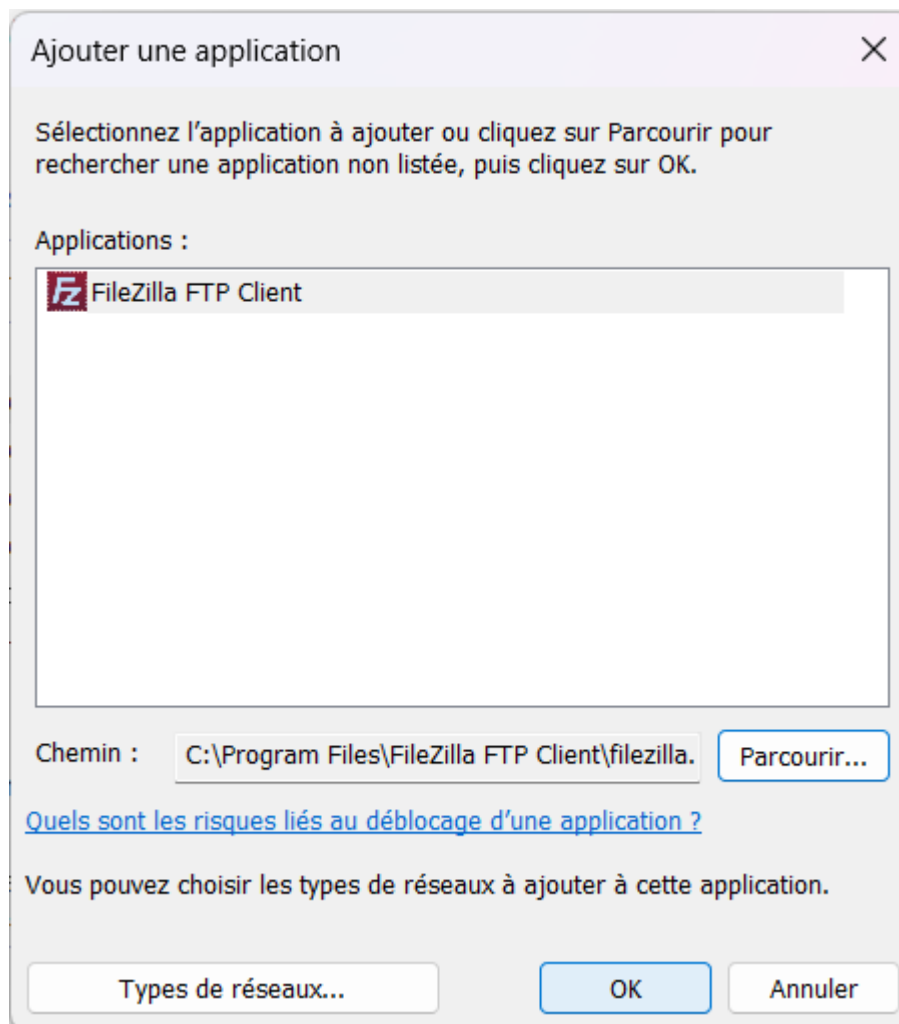 Ajouter une application
Sélectionnez l’application à ajouter ou cliquez sur Parcourir pour
rechercher une application non listée, puis cliquez sur OK.
Applications :
FZ FileZilla FTP Client
Chemin :
C:\Program Files\FileZilla FTP Client\filezilla.
Parcourir...
Quels sont les risques liés au déblocage d’une application ?
Vous pouvez choisir les types de réseaux à ajouter à cette application.
Types de réseaux...
OK
Annuler